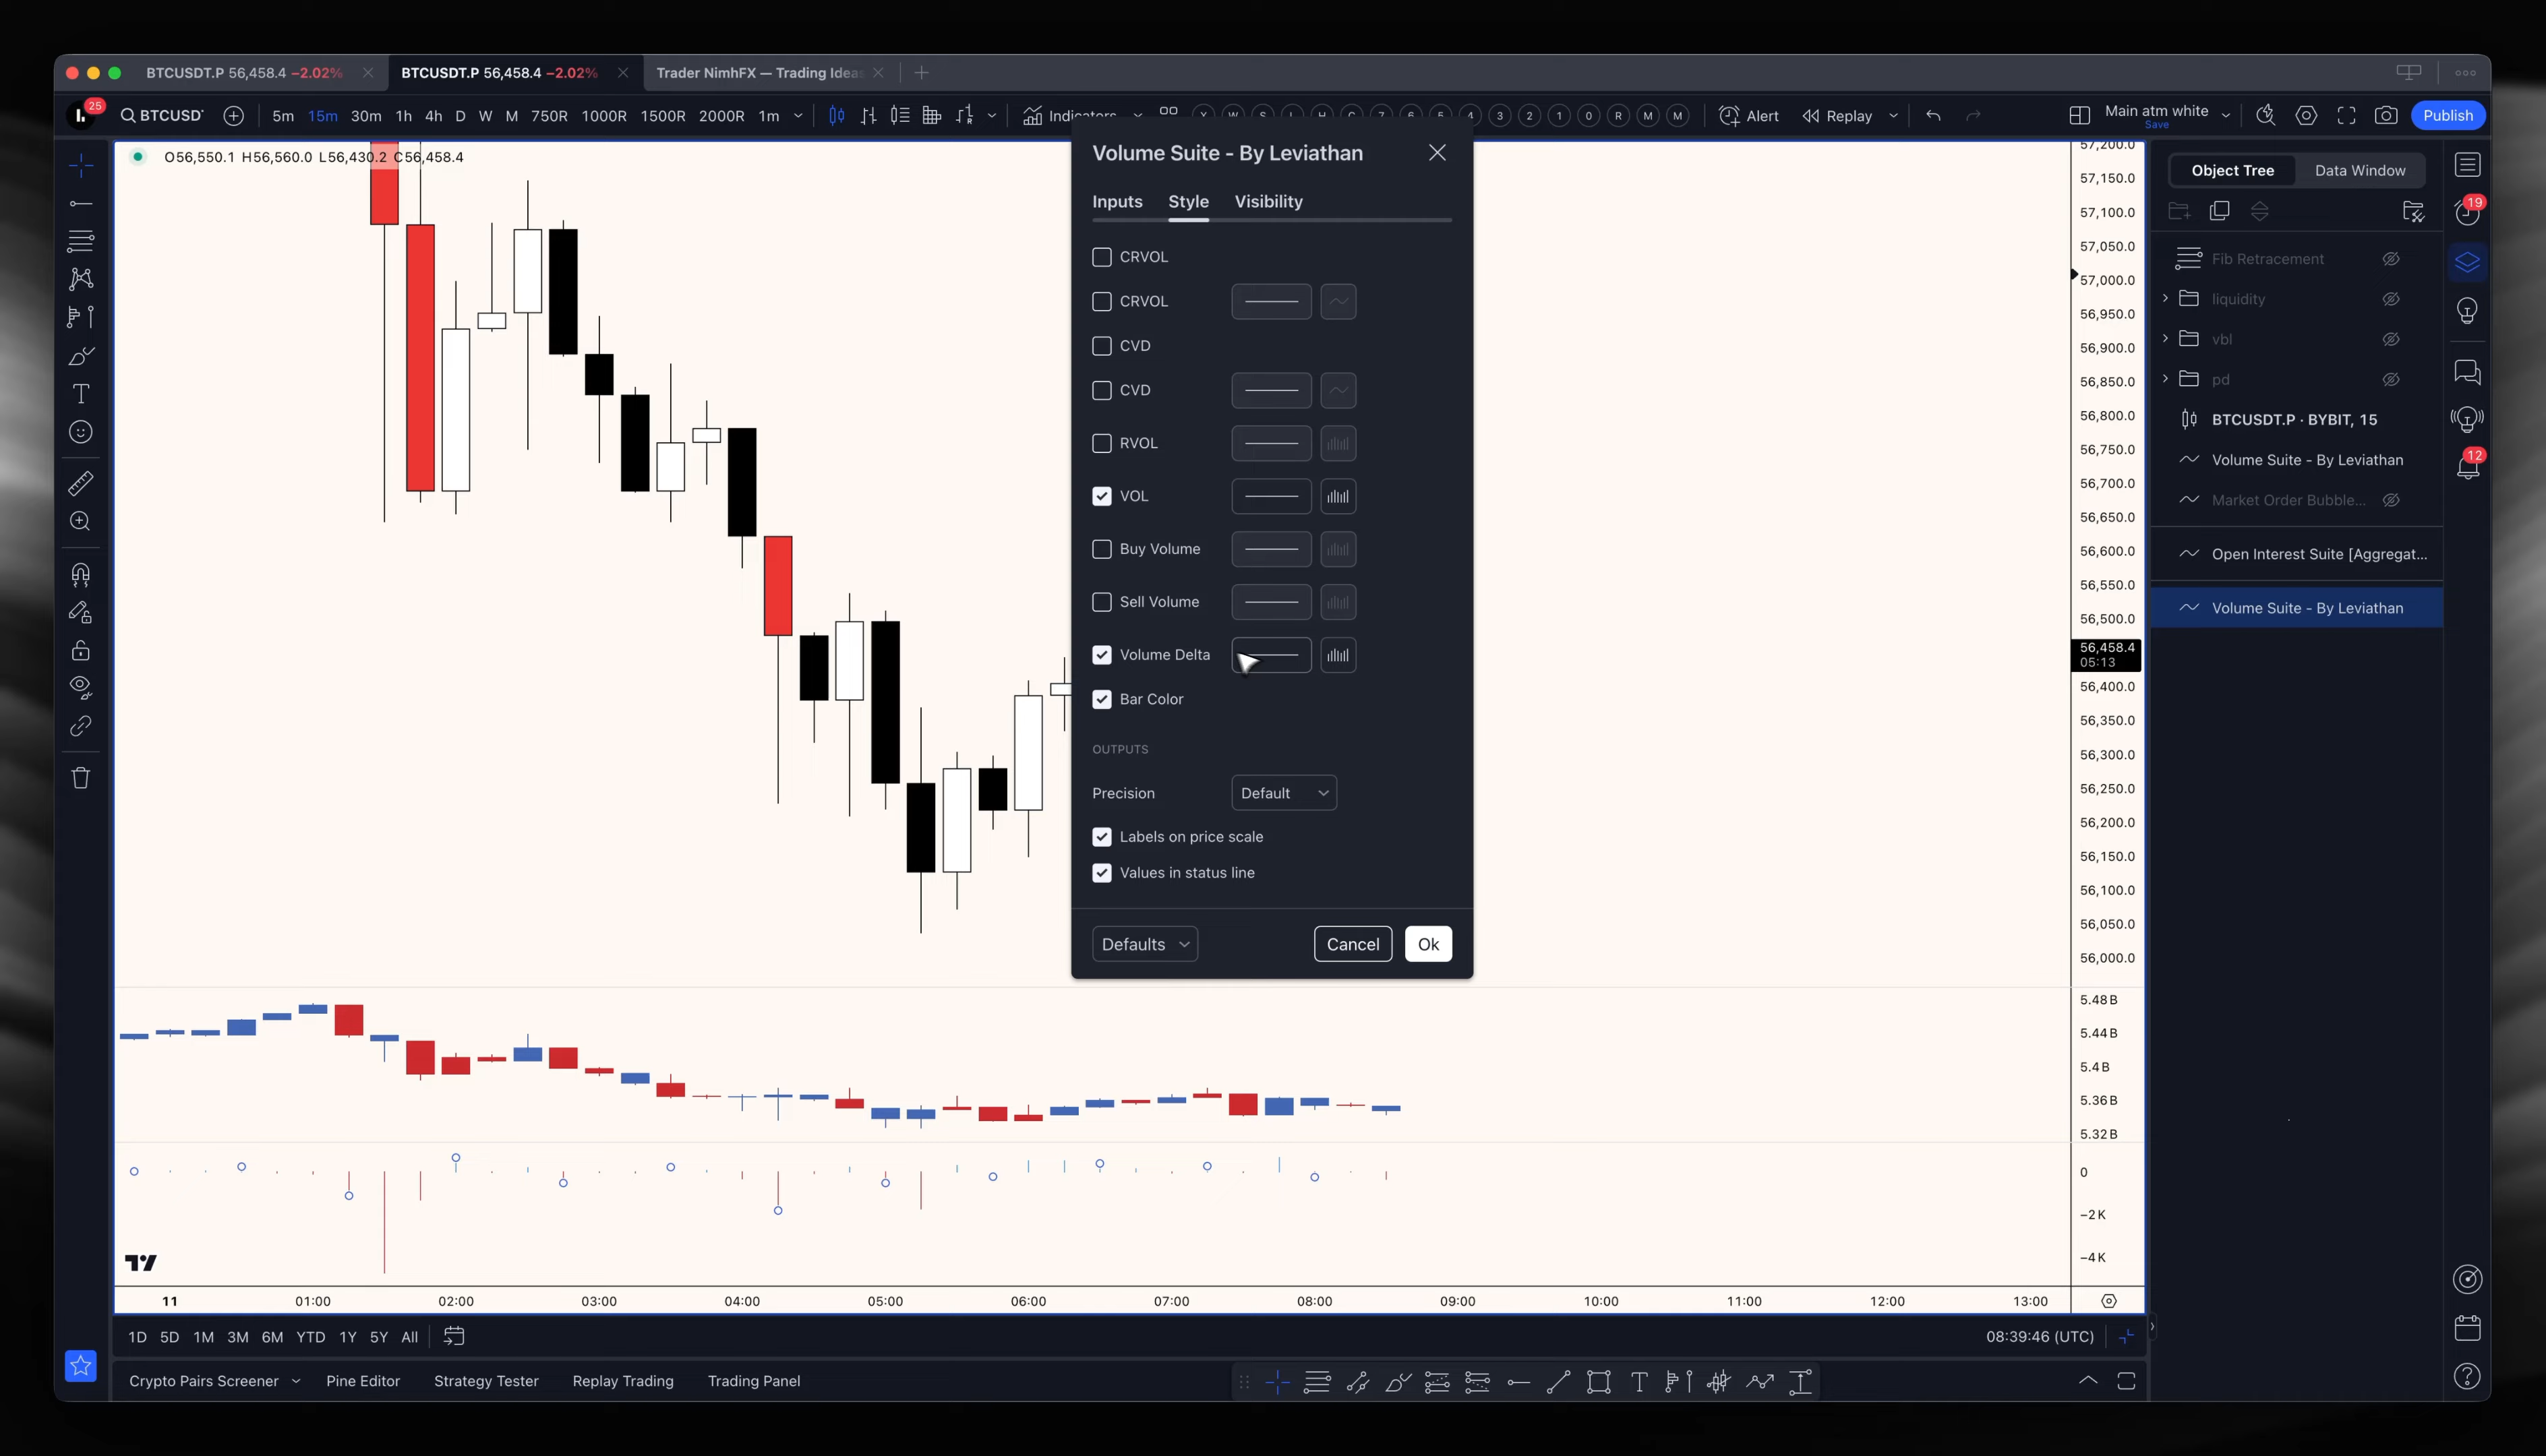 BTCUSDT.P 56,458.4 −2.02%
BTCUSDT.P 56,458.4 −2.02%
Trader NimhFX — Trading Ideas
25
BTCUSD
5m 15m 30m 1h 4h D W M 750R 1000R 1500R 2000R 1m
Indicators
4 3 2 1 0 R M M
Alert
Replay
Main atm white
Save
Publish
O56,550.1 H56,560.0 L56,430.2 C56,458.4
Volume Suite - By Leviathan
Inputs Style Visibility
CRVOL
CRVOL
CVD
CVD
RVOL
VOL
Buy Volume
Sell Volume
Volume Delta
Bar Color
OUTPUTS
Precision Default
Labels on price scale
Values in status line
Defaults
Cancel
Ok
57,200.0
57,150.0
57,100.0
57,050.0
57,000.0
56,950.0
56,900.0
56,850.0
56,800.0
56,750.0
56,700.0
56,650.0
56,600.0
56,550.0
56,500.0
56,458.4
05:13
56,400.0
56,350.0
56,300.0
56,250.0
56,200.0
56,150.0
56,100.0
56,050.0
56,000.0
5.48 B
5.44 B
5.4 B
5.36 B
5.32 B
0
−2 K
−4 K
Object Tree
Data Window
Fib Retracement
liquidity
vbl
pd
BTCUSDT.P · BYBIT, 15
Volume Suite - By Leviathan
Market Order Bubble...
Open Interest Suite [Aggregat...
Volume Suite - By Leviathan
19
12
11 01:00 02:00 03:00 04:00 05:00 06:00 07:00 08:00 09:00 10:00 11:00 12:00 13:00
1D 5D 1M 3M 6M YTD 1Y 5Y All
08:39:46 (UTC)
Crypto Pairs Screener
Pine Editor
Strategy Tester
Replay Trading
Trading Panel